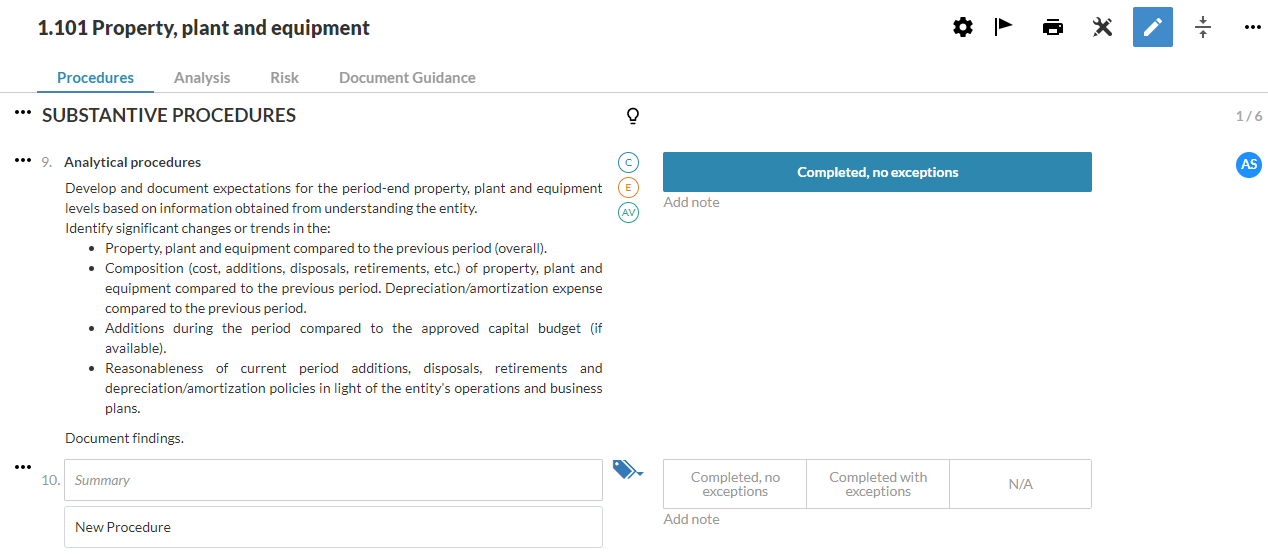 1.101 Property, plant and equipment
Procedures Analysis Risk Document Guidance
SUBSTANTIVE PROCEDURES
1 / 6
9. Analytical procedures
C
E
AV
Completed, no exceptions
AS
Add note
Develop and document expectations for the period-end property, plant and equipment
levels based on information obtained from understanding the entity.
Identify significant changes or trends in the:
• Property, plant and equipment compared to the previous period (overall).
• Composition (cost, additions, disposals, retirements, etc.) of property, plant and
equipment compared to the previous period. Depreciation/amortization expense
compared to the previous period.
• Additions during the period compared to the approved capital budget (if
available).
• Reasonableness of current period additions, disposals, retirements and
depreciation/amortization policies in light of the entity's operations and business
plans.
Document findings.
10. Summary
New Procedure
Completed, no
exceptions
Completed with
exceptions
N/A
Add note